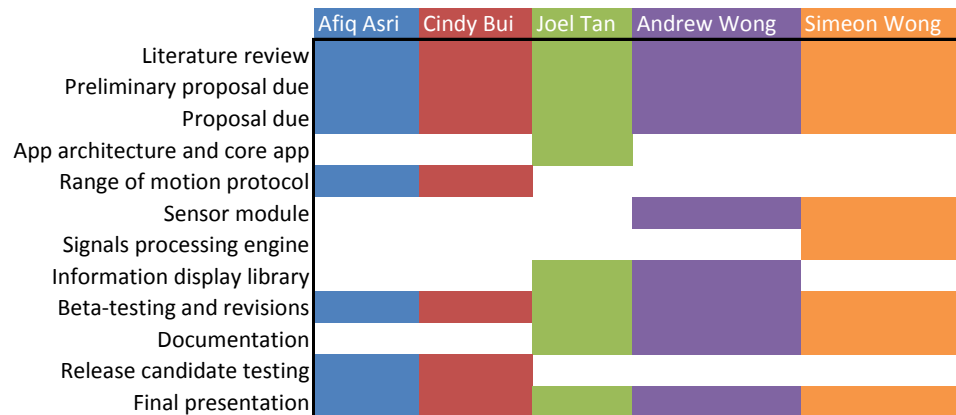 Afiq Asri Cindy Bui Joel Tan Andrew Wong Simeon Wong
Literature review
Preliminary proposal due
Proposal due
App architecture and core app
Range of motion protocol
Sensor module
Signals processing engine
Information display library
Beta-testing and revisions
Documentation
Release candidate testing
Final presentation